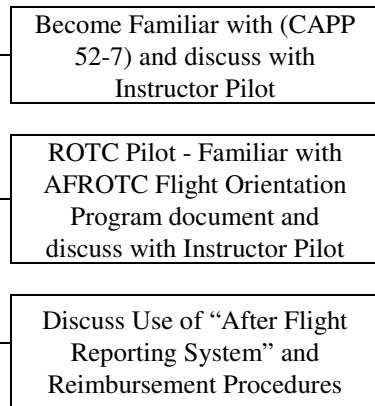 Become Familiar with (CAPP
52-7) and discuss with
Instructor Pilot
ROTC Pilot - Familiar with
AFROTC Flight Orientation
Program document and
discuss with Instructor Pilot
Discuss Use of “After Flight
Reporting System” and
Reimbursement Procedures